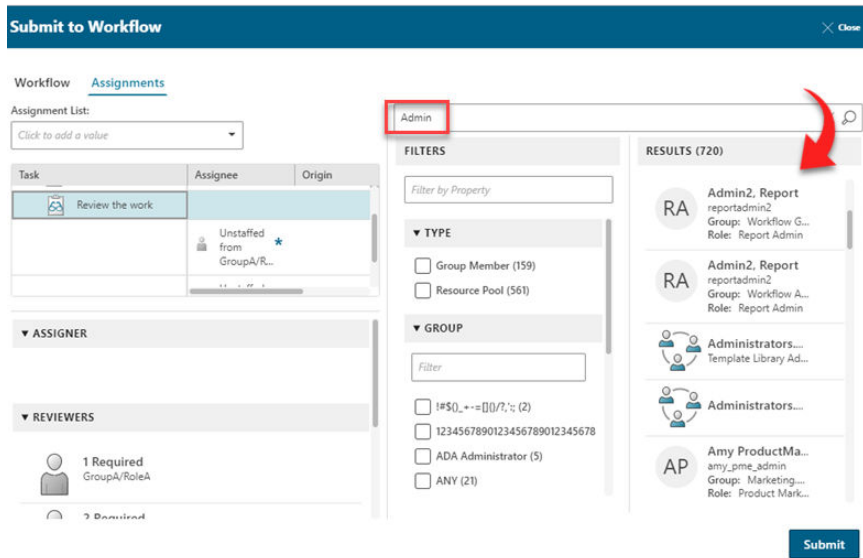 Submit to Workflow
Close
Workflow
Assignments
Assignment List:
Click to add a value
Task
Assignee
Origin
Review the work
Unstaffed
from
GroupA/R...
*
▼ ASSIGNER
▼ REVIEWERS
1 Required
GroupA/RoleA
2 Required
Admin
FILTERS
Filter by Property
▼ TYPE
Group Member (159)
Resource Pool (561)
▼ GROUP
Filter
!#$()_+-=[]{}/?,':; (2)
1234567890123456789012345678
ADA Administrator (5)
ANY (21)
RESULTS (720)
RA
Admin2, Report
reportadmin2
Group: Workflow G...
Role: Report Admin
RA
Admin2, Report
reportadmin2
Group: Workflow A...
Role: Report Admin
Administrators....
Template Library Ad...
Administrators....
AP
Amy ProductMa...
amy_pme_admin
Group: Marketing....
Role: Product Mark...
Submit